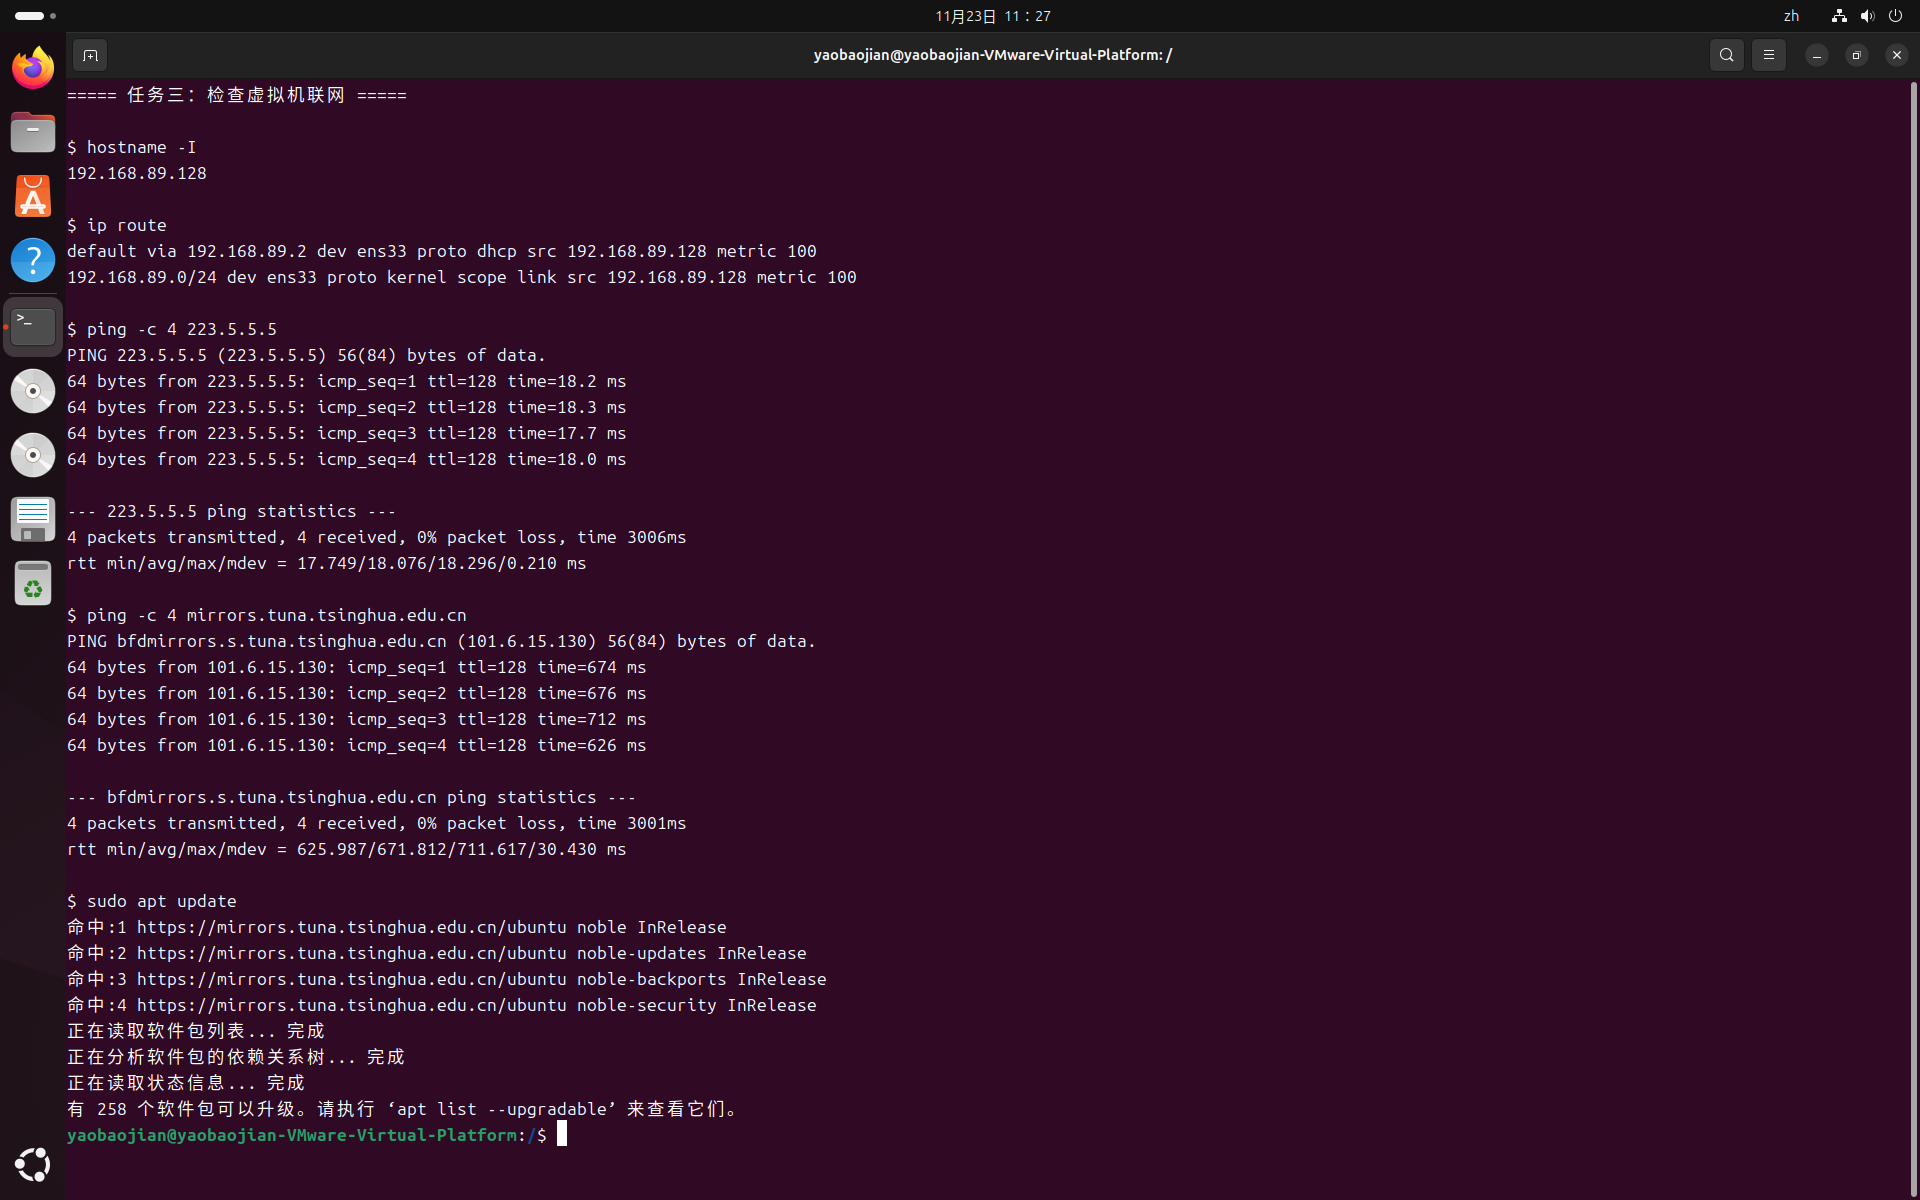 11月23日 11：27
zh
yaobaojian@yaobaojian-VMware-Virtual-Platform: /
===== 任务三：检查虚拟机联网 =====
$ hostname -I
192.168.89.128
$ ip route
default via 192.168.89.2 dev ens33 proto dhcp src 192.168.89.128 metric 100
192.168.89.0/24 dev ens33 proto kernel scope link src 192.168.89.128 metric 100
$ ping -c 4 223.5.5.5
PING 223.5.5.5 (223.5.5.5) 56(84) bytes of data.
64 bytes from 223.5.5.5: icmp_seq=1 ttl=128 time=18.2 ms
64 bytes from 223.5.5.5: icmp_seq=2 ttl=128 time=18.3 ms
64 bytes from 223.5.5.5: icmp_seq=3 ttl=128 time=17.7 ms
64 bytes from 223.5.5.5: icmp_seq=4 ttl=128 time=18.0 ms
--- 223.5.5.5 ping statistics ---
4 packets transmitted, 4 received, 0% packet loss, time 3006ms
rtt min/avg/max/mdev = 17.749/18.076/18.296/0.210 ms
$ ping -c 4 mirrors.tuna.tsinghua.edu.cn
PING bfdmirrors.s.tuna.tsinghua.edu.cn (101.6.15.130) 56(84) bytes of data.
64 bytes from 101.6.15.130: icmp_seq=1 ttl=128 time=674 ms
64 bytes from 101.6.15.130: icmp_seq=2 ttl=128 time=676 ms
64 bytes from 101.6.15.130: icmp_seq=3 ttl=128 time=712 ms
64 bytes from 101.6.15.130: icmp_seq=4 ttl=128 time=626 ms
--- bfdmirrors.s.tuna.tsinghua.edu.cn ping statistics ---
4 packets transmitted, 4 received, 0% packet loss, time 3001ms
rtt min/avg/max/mdev = 625.987/671.812/711.617/30.430 ms
$ sudo apt update
命中:1 https://mirrors.tuna.tsinghua.edu.cn/ubuntu noble InRelease
命中:2 https://mirrors.tuna.tsinghua.edu.cn/ubuntu noble-updates InRelease
命中:3 https://mirrors.tuna.tsinghua.edu.cn/ubuntu noble-backports InRelease
命中:4 https://mirrors.tuna.tsinghua.edu.cn/ubuntu noble-security InRelease
正在读取软件包列表... 完成
正在分析软件包的依赖关系树... 完成
正在读取状态信息... 完成
有 258 个软件包可以升级。请执行 ‘apt list --upgradable’ 来查看它们。
yaobaojian@yaobaojian-VMware-Virtual-Platform:/$